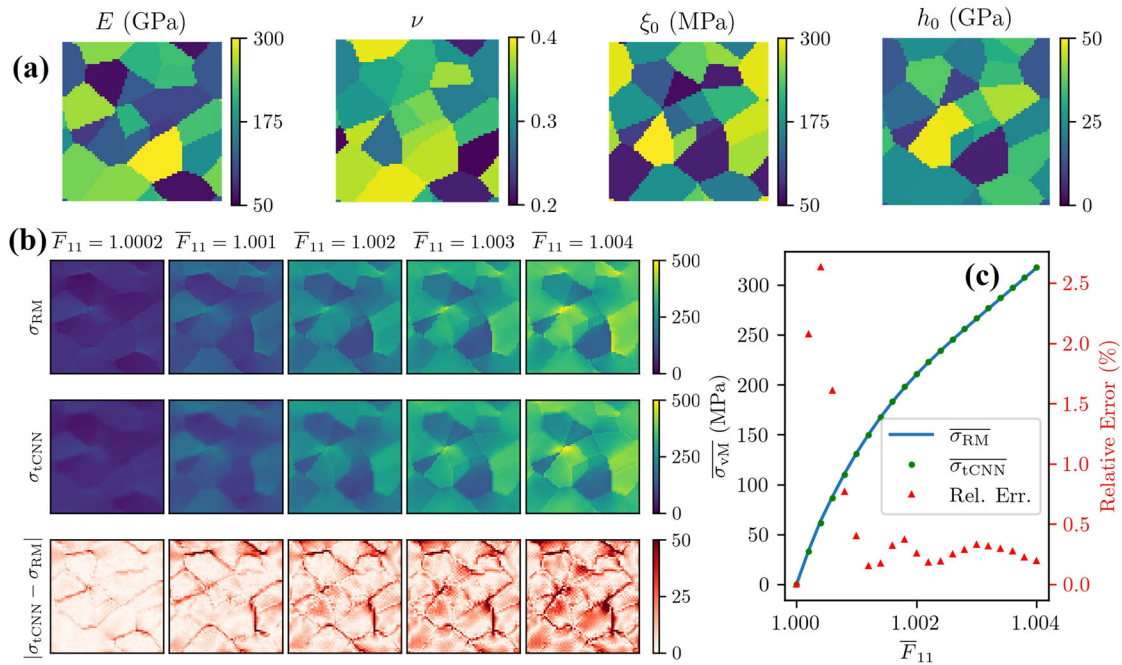 E (GPa)
ν
ξ₀ (MPa)
h₀ (GPa)
(a)
300
175
50
0.4
0.3
0.2
300
175
50
50
25
0
(b)
F̅₁₁ = 1.0002
F̅₁₁ = 1.001
F̅₁₁ = 1.002
F̅₁₁ = 1.003
F̅₁₁ = 1.004
σRM
500
250
0
σtCNN
500
250
0
|σtCNN − σRM|
50
25
0
(c)
300
250
200
150
100
50
0
σ̅vM (MPa)
2.5
2.0
1.5
1.0
0.5
0.0
Relative Error (%)
σ̅RM
σ̅tCNN
Rel. Err.
1.000
1.002
1.004
F̅₁₁